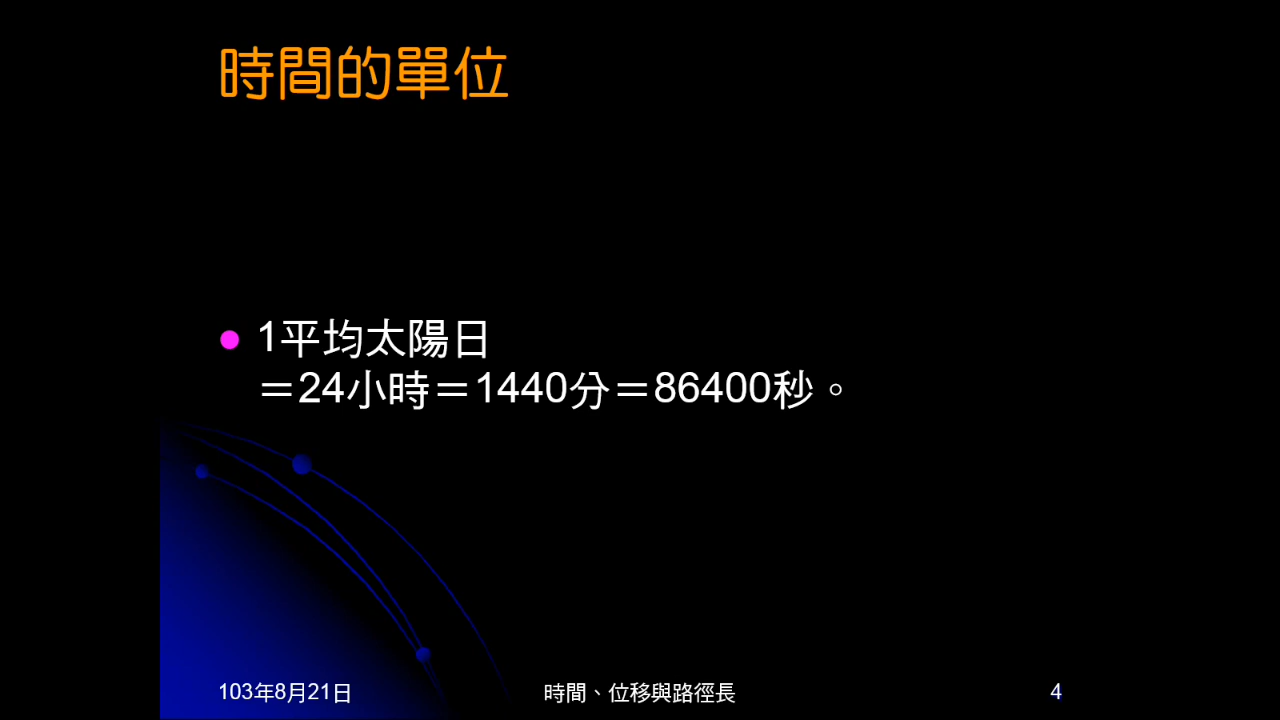 時間的單位
1平均太陽日
＝24小時＝1440分＝86400秒。
103年8月21日
時間、位移與路徑長
4